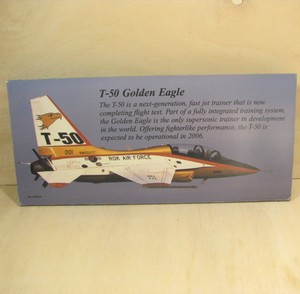 T-50 Golden Eagle
The T-50 is a next-generation, fast jet trainer that is now
completing flight test. Part of a fully integrated training system,
the Golden Eagle is the only supersonic trainer in development
in the world. Offering fighterlike performance, the T-50 is
expected to be operational in 2006.
T-50
001
ROK AIR FORCE